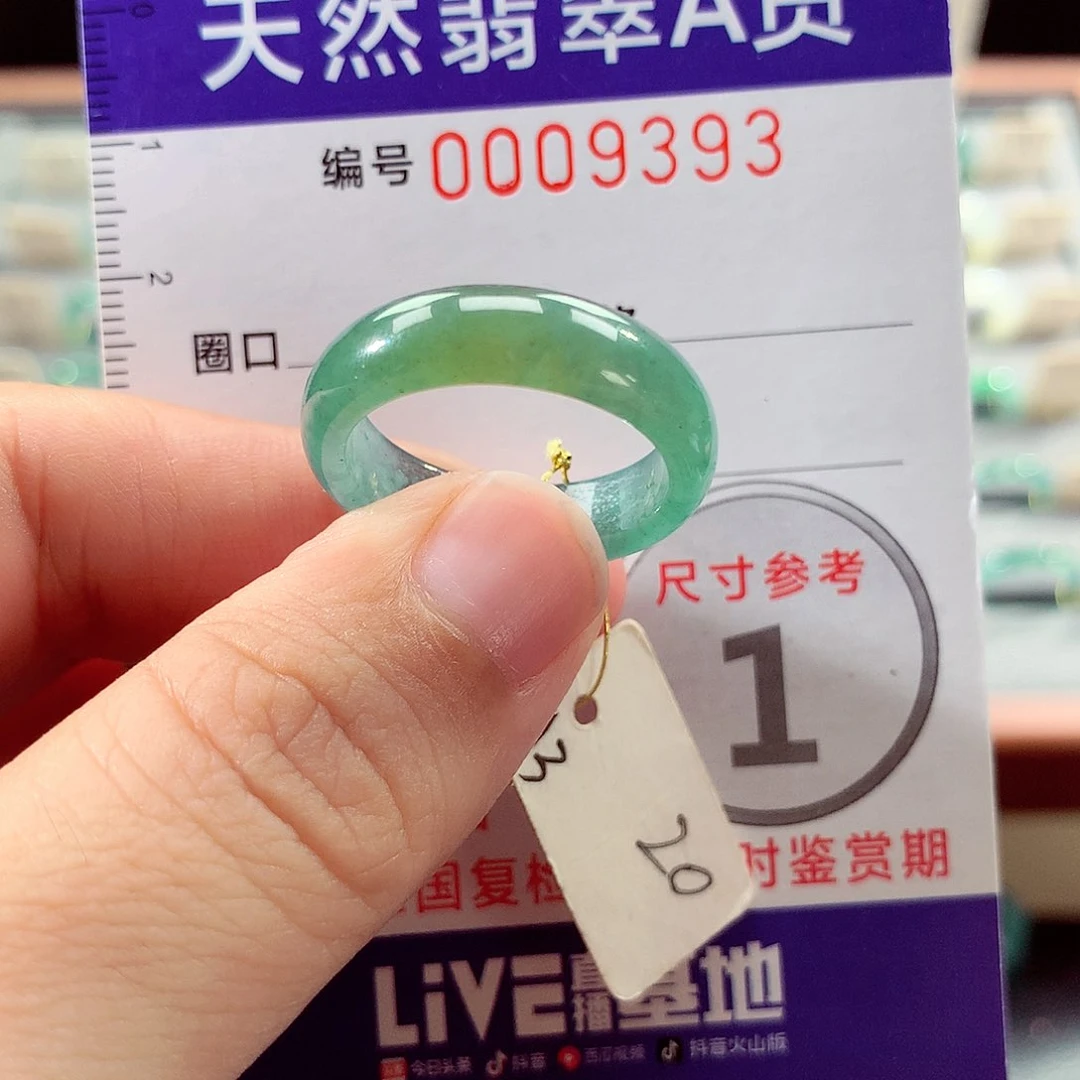 天然翡翠A货
编号 0009393
1
2
圈口
尺寸参考
1
3
20
国复检
时鉴赏期
LiVE直播基地
今日头条 抖音 西瓜视频 抖音火山版